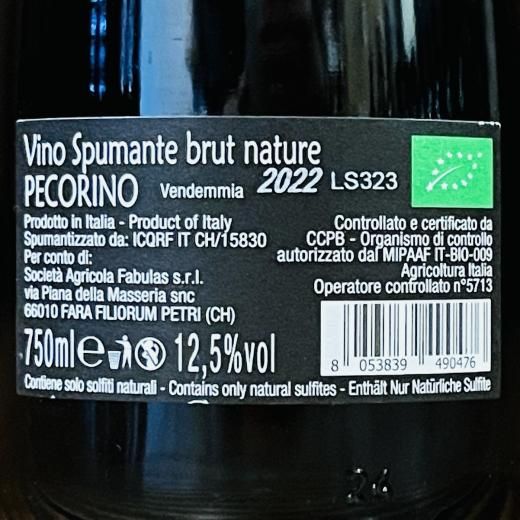 Vino Spumante brut nature
PECORINO Vendemmia 2022 LS323
Prodotto in Italia - Product of Italy
Spumantizzato da: ICQRF IT CH/15830
Per conto di:
Società Agricola Fabulas s.r.l.
via Piana della Masseria snc
66010 FARA FILIORUM PETRI (CH)
Controllato e certificato da
CCPB - Organismo di controllo
autorizzato dal MIPAAF IT-BIO-009
Agricoltura Italia
Operatore controllato n°5713
750ml e 12,5%vol
8 053839 490476
Contiene solo solfiti naturali - Contains only natural sulfites - Enthält Nur Natürliche Sulfite